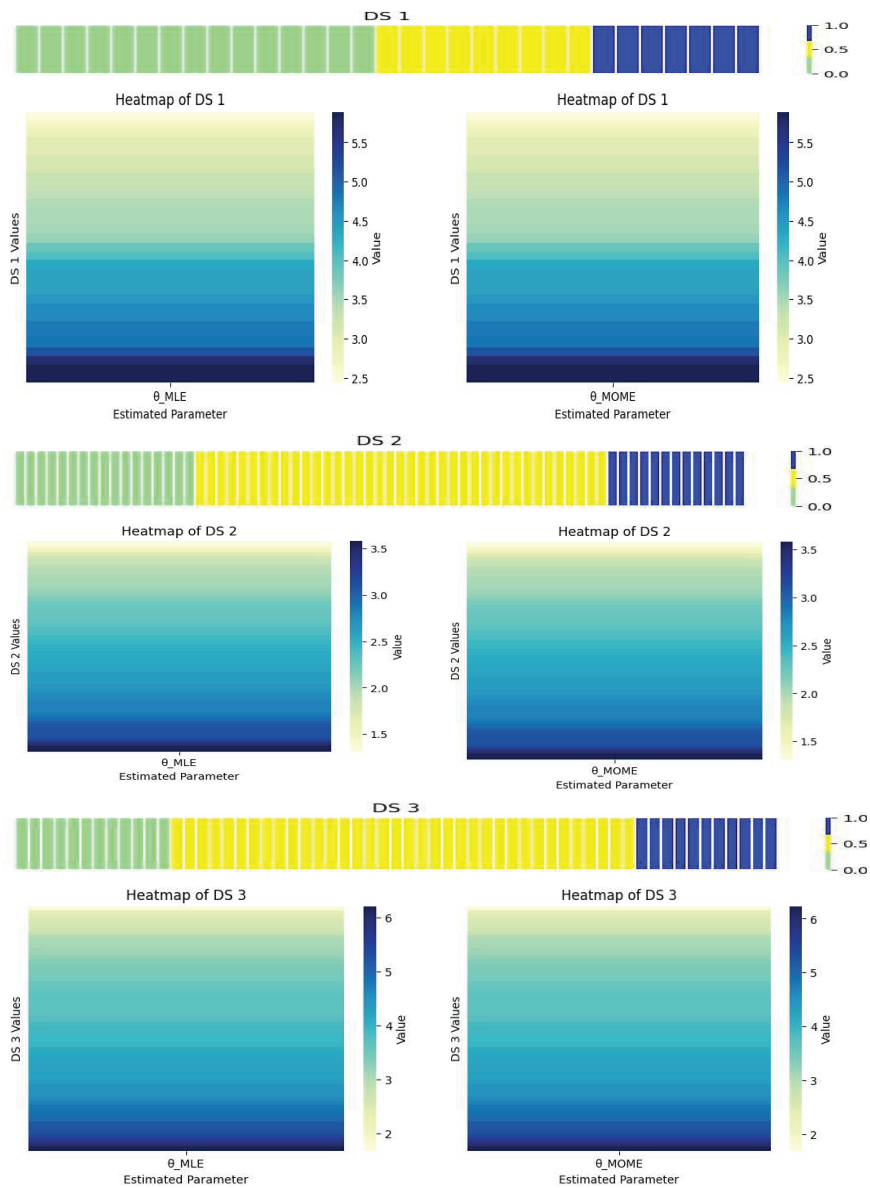 DS 1
1.0
0.5
0.0
Heatmap of DS 1
Heatmap of DS 1
DS 1 Values
5.5
5.0
4.5
4.0
3.5
3.0
2.5
Value
θ_MLE
Estimated Parameter
DS 1 Values
5.5
5.0
4.5
4.0
3.5
3.0
2.5
Value
θ_MOME
Estimated Parameter
DS 2
1.0
0.5
0.0
Heatmap of DS 2
Heatmap of DS 2
DS 2 Values
3.5
3.0
2.5
2.0
1.5
Value
θ_MLE
Estimated Parameter
DS 2 Values
3.5
3.0
2.5
2.0
1.5
Value
θ_MOME
Estimated Parameter
DS 3
1.0
0.5
0.0
Heatmap of DS 3
Heatmap of DS 3
DS 3 Values
6
5
4
3
2
Value
θ_MLE
Estimated Parameter
DS 3 Values
6
5
4
3
2
Value
θ_MOME
Estimated Parameter